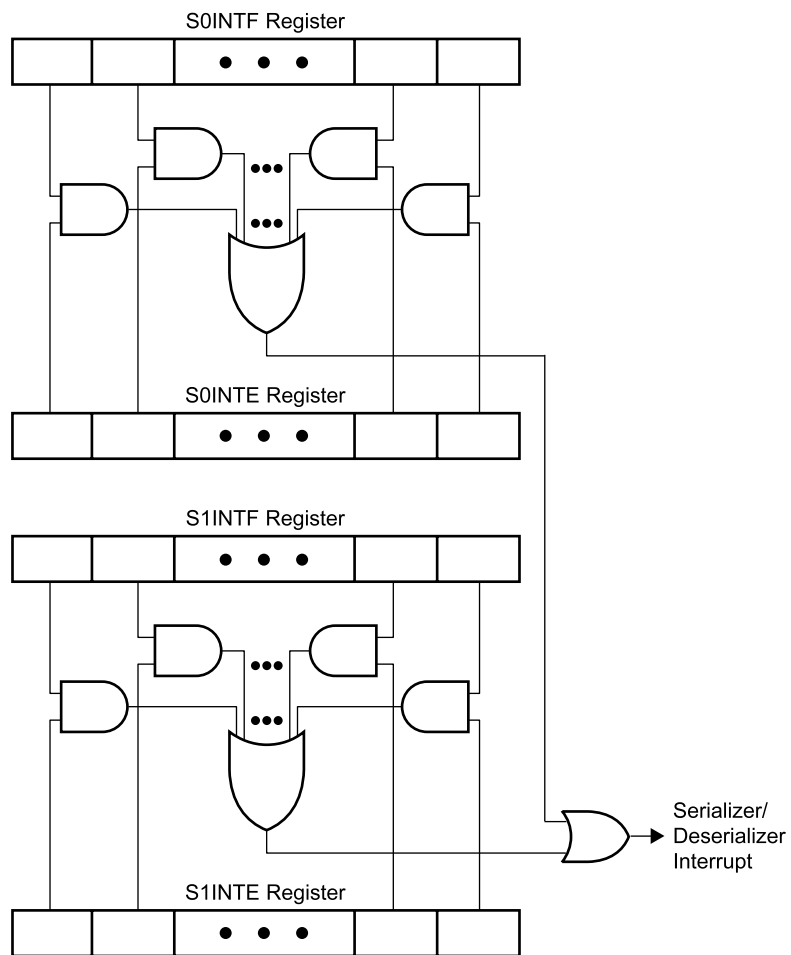 S0INTF Register
S0INTE Register
S1INTF Register
Serializer/
Deserializer
Interrupt
S1INTE Register